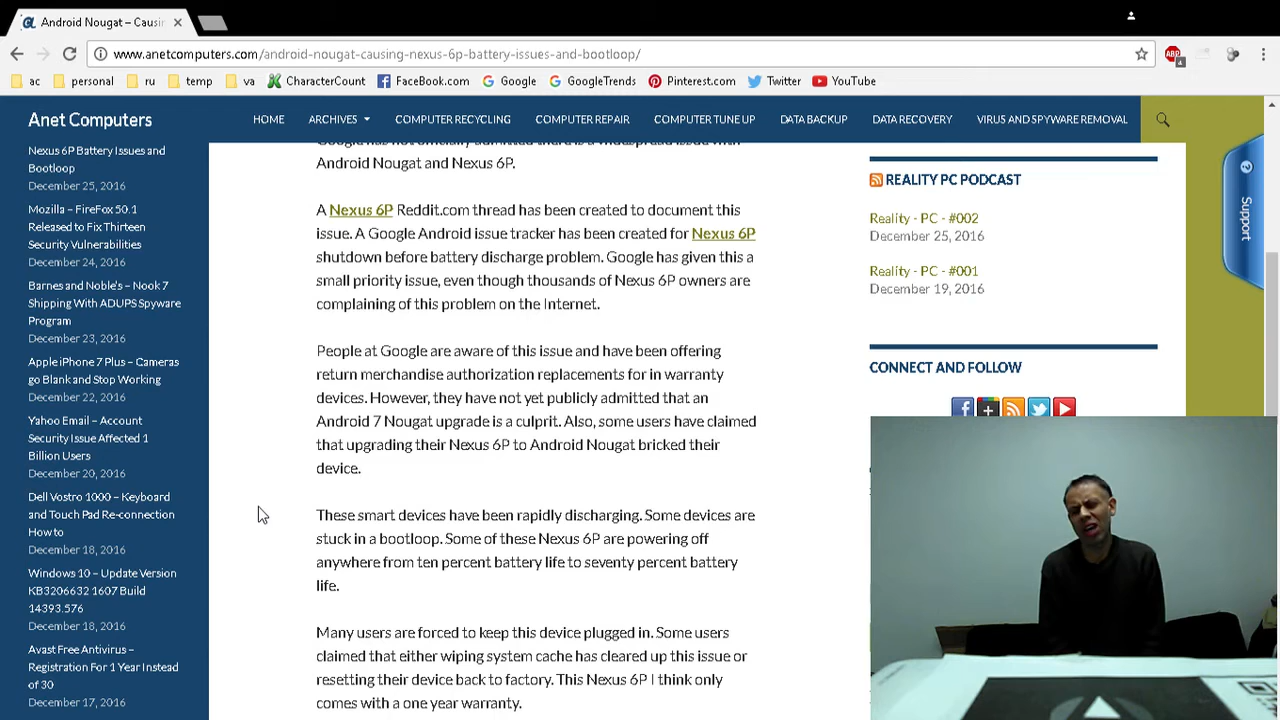 Android Nougat – Causi
www.anetcomputers.com/android-nougat-causing-nexus-6p-battery-issues-and-bootloop/
ABP
4
ac
personal
ru
temp
va
CharacterCount
FaceBook.com
Google
GoogleTrends
Pinterest.com
Twitter
YouTube
Anet Computers
HOME
ARCHIVES
COMPUTER RECYCLING
COMPUTER REPAIR
COMPUTER TUNE UP
DATA BACKUP
DATA RECOVERY
VIRUS AND SPYWARE REMOVAL
Nexus 6P Battery Issues and
Bootloop
December 25, 2016
Mozilla – FireFox 50.1
Released to Fix Thirteen
Security Vulnerabilities
December 24, 2016
Barnes and Noble's – Nook 7
Shipping With ADUPS Spyware
Program
December 23, 2016
Apple iPhone 7 Plus – Cameras
go Blank and Stop Working
December 22, 2016
Yahoo Email – Account
Security Issue Affected 1
Billion Users
December 20, 2016
Dell Vostro 1000 – Keyboard
and Touch Pad Re-connection
How to
December 18, 2016
Windows 10 – Update Version
KB3206632 1607 Build
14393.576
December 18, 2016
Avast Free Antivirus –
Registration For 1 Year Instead
of 30
December 17, 2016
Google has not officially admitted there is a widespread issue with
Android Nougat and Nexus 6P.
A Nexus 6P Reddit.com thread has been created to document this
issue. A Google Android issue tracker has been created for Nexus 6P
shutdown before battery discharge problem. Google has given this a
small priority issue, even though thousands of Nexus 6P owners are
complaining of this problem on the Internet.
People at Google are aware of this issue and have been offering
return merchandise authorization replacements for in warranty
devices. However, they have not yet publicly admitted that an
Android 7 Nougat upgrade is a culprit. Also, some users have claimed
that upgrading their Nexus 6P to Android Nougat bricked their
device.
These smart devices have been rapidly discharging. Some devices are
stuck in a bootloop. Some of these Nexus 6P are powering off
anywhere from ten percent battery life to seventy percent battery
life.
Many users are forced to keep this device plugged in. Some users
claimed that either wiping system cache has cleared up this issue or
resetting their device back to factory. This Nexus 6P I think only
comes with a one year warranty.
REALITY PC PODCAST
Reality - PC - #002
December 25, 2016
Reality - PC - #001
December 19, 2016
CONNECT AND FOLLOW
Support